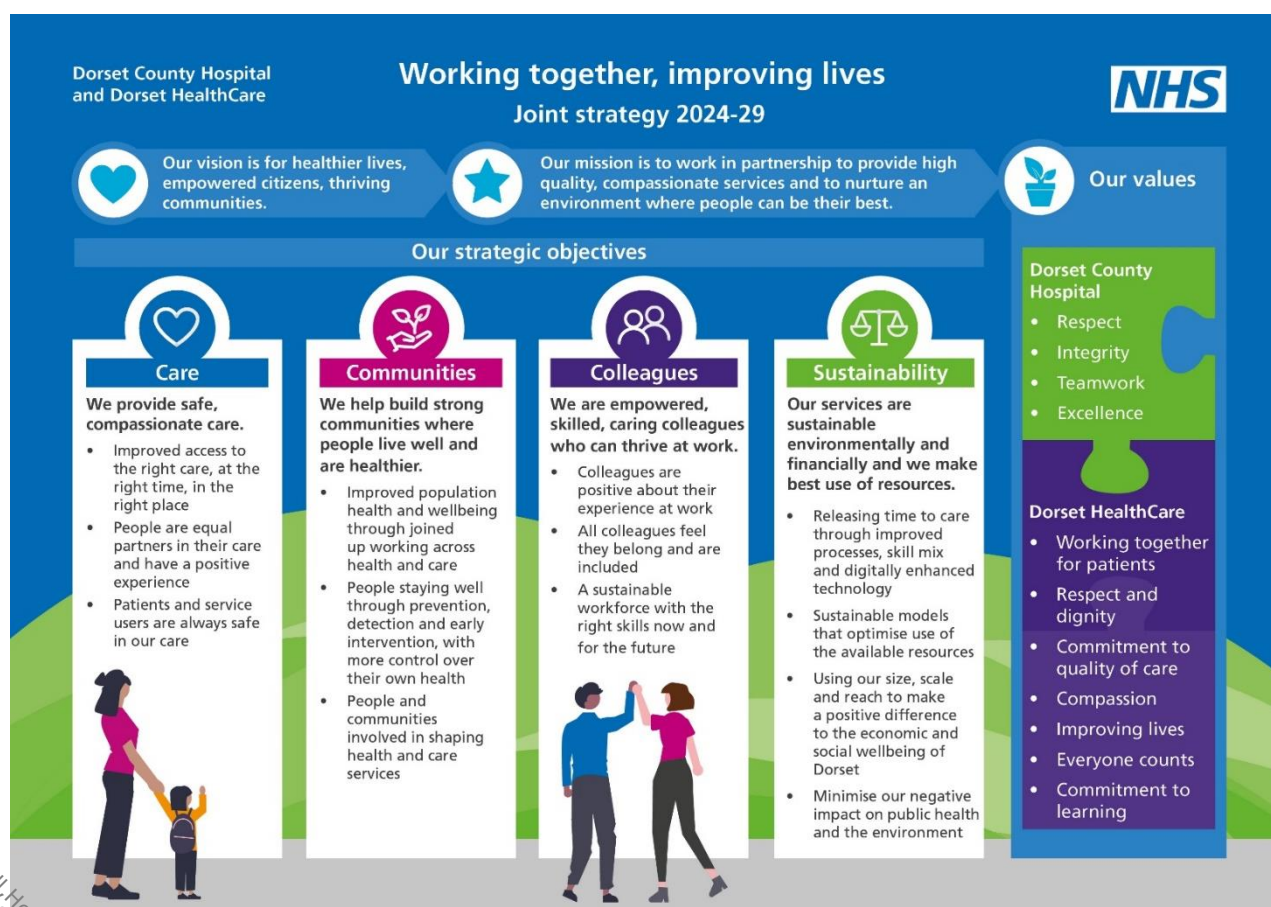 Dorset County Hospital
and Dorset HealthCare
Working together, improving lives
Joint strategy 2024-29
NHS
Our vision is for healthier lives,
empowered citizens, thriving
communities.
Our mission is to work in partnership to provide high
quality, compassionate services and to nurture an
environment where people can be their best.
Our values
Our strategic objectives
Care
We provide safe,
compassionate care.
• Improved access to
the right care, at the
right time, in the
right place
• People are equal
partners in their care
and have a positive
experience
• Patients and service
users are always safe
in our care
Communities
We help build strong
communities where
people live well and
are healthier.
• Improved population
health and wellbeing
through joined
up working across
health and care
• People staying well
through prevention,
detection and early
intervention, with
more control over
their own health
• People and
communities
involved in shaping
health and care
services
Colleagues
We are empowered,
skilled, caring colleagues
who can thrive at work.
• Colleagues are
positive about their
experience at work
• All colleagues feel
they belong and are
included
• A sustainable
workforce with the
right skills now and
for the future
Sustainability
Our services are
sustainable
environmentally and
financially and we make
best use of resources.
• Releasing time to care
through improved
processes, skill mix
and digitally enhanced
technology
• Sustainable models
that optimise use of
the available resources
• Using our size, scale
and reach to make
a positive difference
to the economic and
social wellbeing of
Dorset
• Minimise our negative
impact on public health
and the environment
Dorset County
Hospital
• Respect
• Integrity
• Teamwork
• Excellence
Dorset HealthCare
• Working together
for patients
• Respect and
dignity
• Commitment to
quality of care
• Compassion
• Improving lives
• Everyone counts
• Commitment to
learning